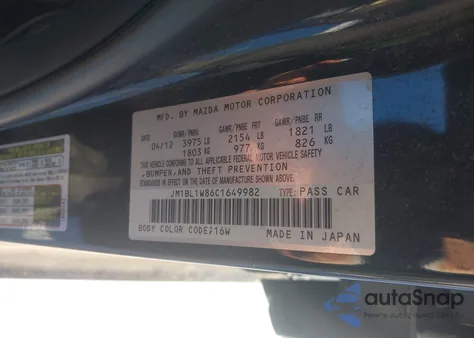 MFD. BY MAZDA MOTOR CORPORATION
GVWR/PNBV GAWR/PNBE FRT GAWR/PNBE RR
04/12 3975 LB 2154 LB 1821 LB
1803 KG 977 KG 826 KG
THIS VEHICLE CONFORMS TO ALL APPLICABLE FEDERAL MOTOR VEHICLE SAFETY,
BUMPER, AND THEFT PREVENTION
STANDARDS IN EFFECT ON THE DATE OF MANUFACTURE SHOWN ABOVE.
JM1BL1W86C1649982 TYPE: PASS CAR
BODY COLOR CODE:16W MADE IN JAPAN
autoSnap